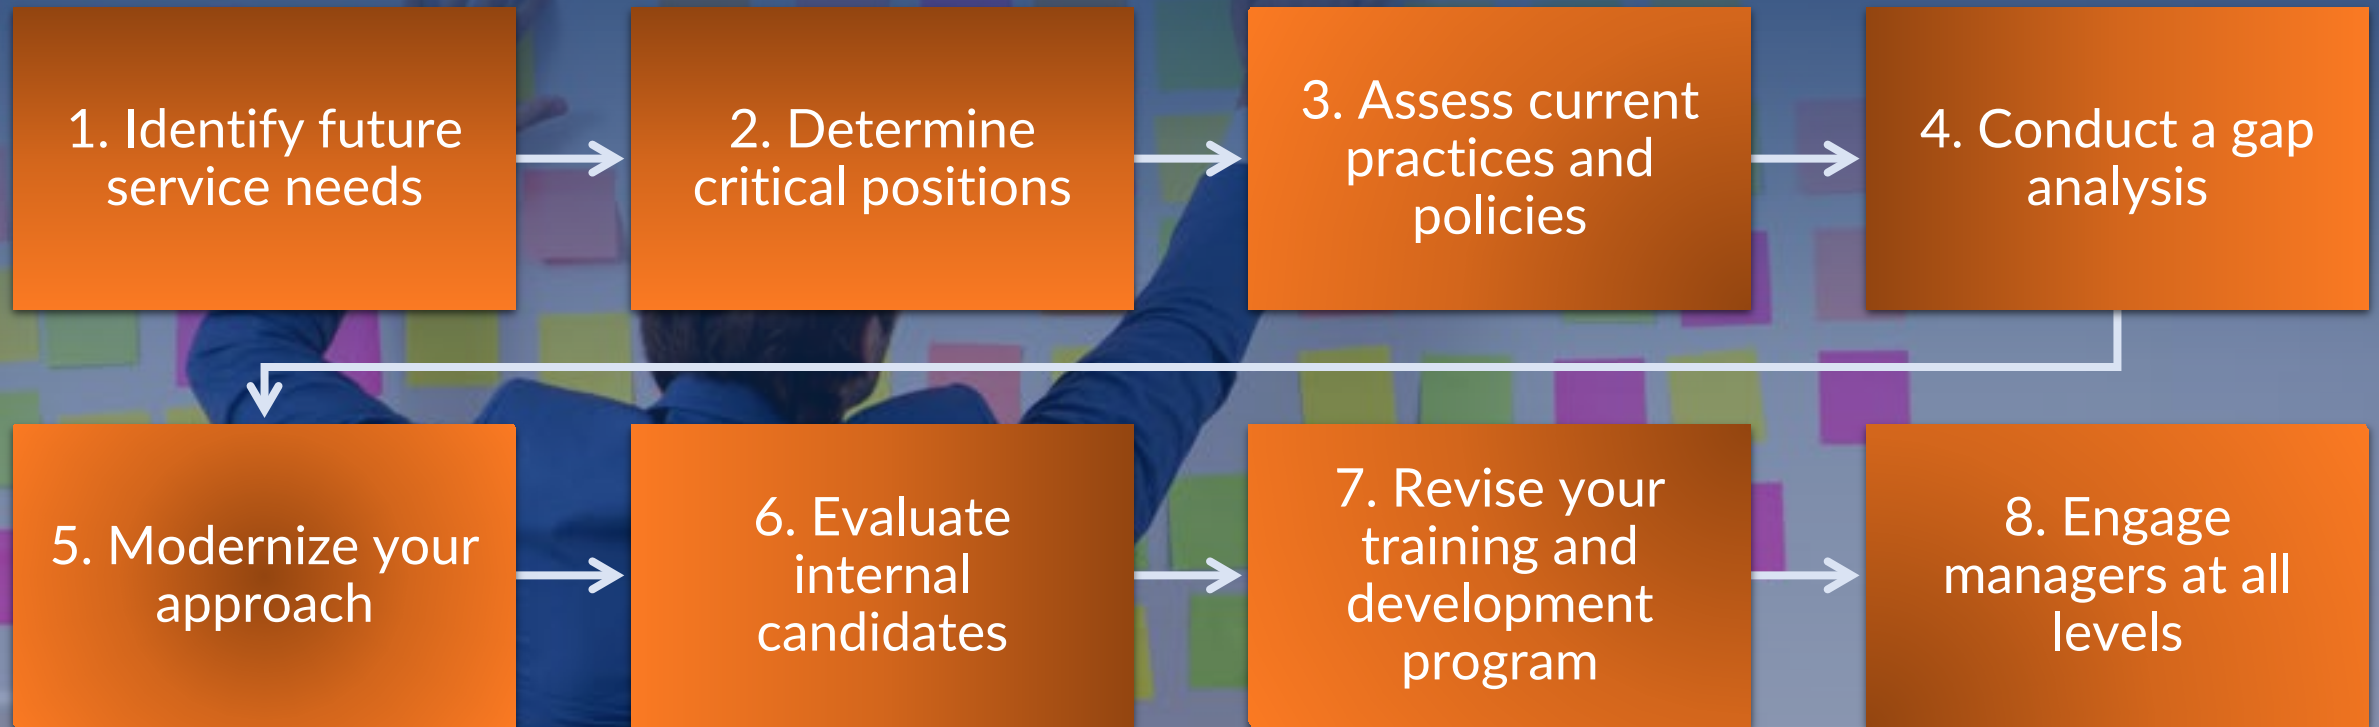 1. Identify future
service needs
2. Determine
critical positions
3. Assess current
practices and
policies
4. Conduct a gap
analysis
5. Modernize your
approach
6. Evaluate
internal
candidates
7. Revise your
training and
development
program
8. Engage
managers at all
levels